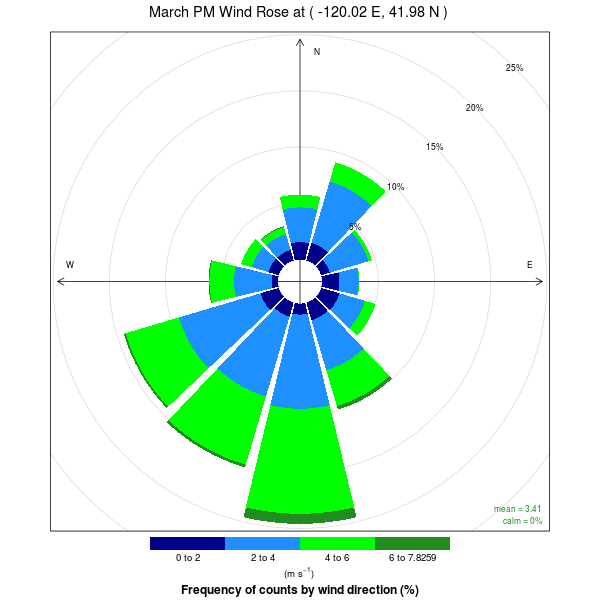 March PM Wind Rose at ( -120.02 E, 41.98 N )
N
25%
20%
15%
10%
5%
W
E
mean = 3.41
calm = 0%
0 to 2
2 to 4
4 to 6
6 to 7.8259
(m s⁻¹)
Frequency of counts by wind direction (%)